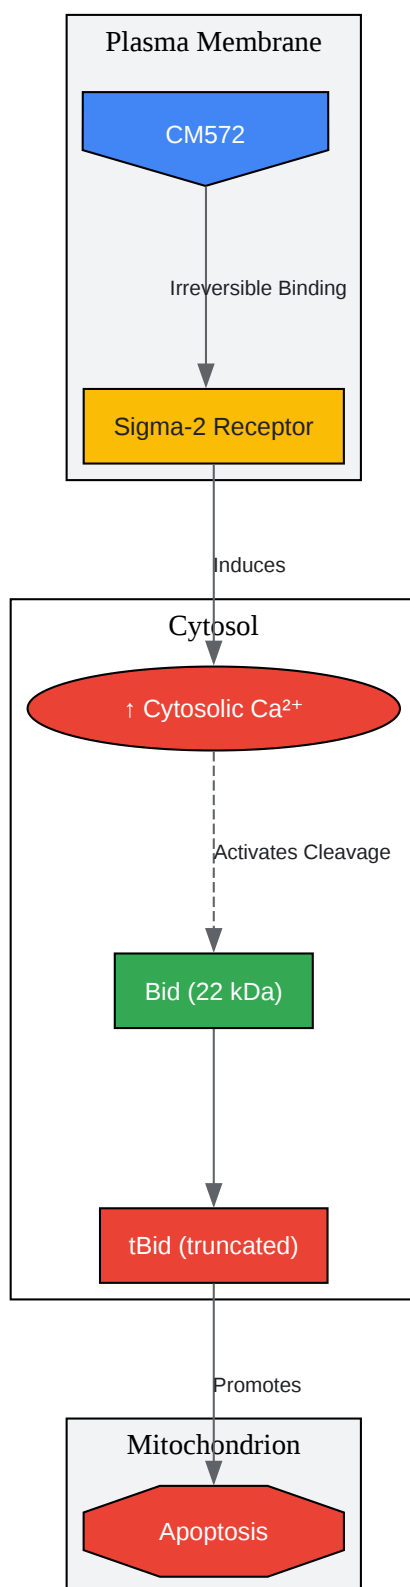 Plasma Membrane
CM572
Irreversible Binding
Sigma-2 Receptor
Induces
Cytosol
↑ Cytosolic Ca²⁺
Activates Cleavage
Bid (22 kDa)
tBid (truncated)
Promotes
Mitochondrion
Apoptosis